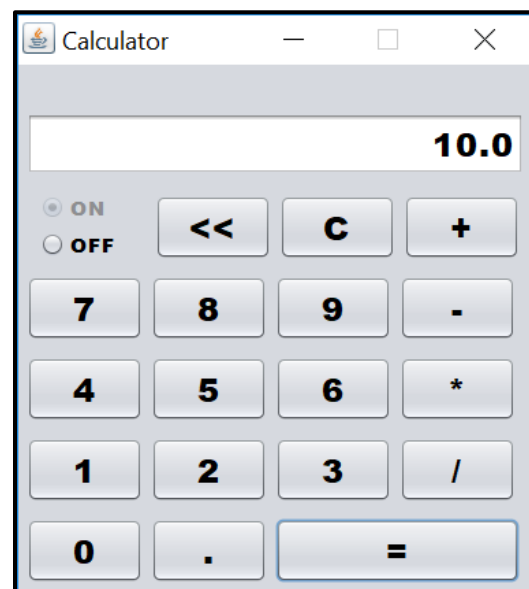 Calculator
10.0
ON
OFF
<< C +
7 8 9 -
4 5 6 *
1 2 3 /
0 . =